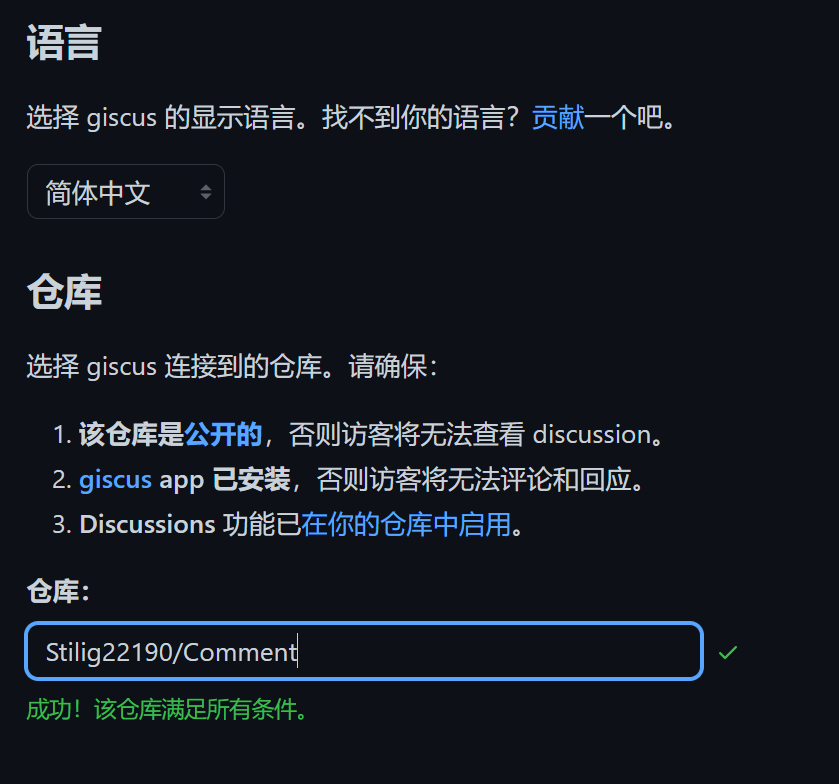 语言
选择 giscus 的显示语言。找不到你的语言？贡献一个吧。
简体中文
仓库
选择 giscus 连接到的仓库。请确保：
1. 该仓库是公开的，否则访客将无法查看 discussion。
2. giscus app 已安装，否则访客将无法评论和回应。
3. Discussions 功能已在你的仓库中启用。
仓库：
Stilig22190/Comment
成功！该仓库满足所有条件。